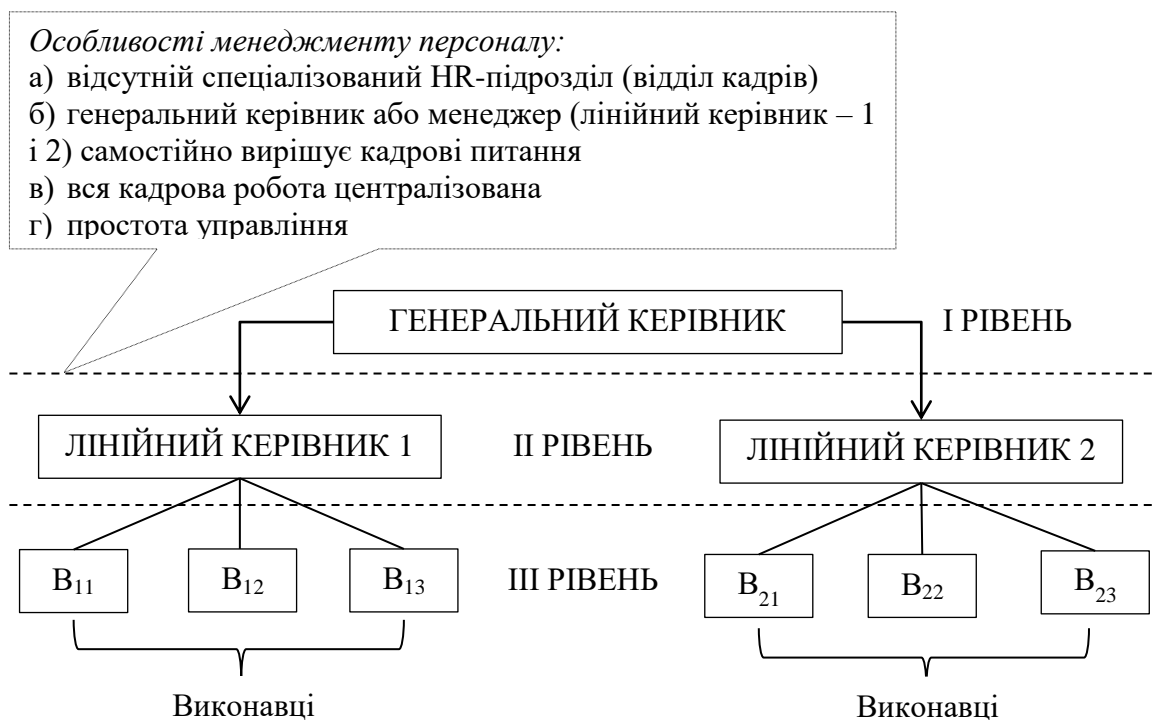 Особливості менеджменту персоналу:
а) відсутній спеціалізований HR-підрозділ (відділ кадрів)
б) генеральний керівник або менеджер (лінійний керівник – 1
і 2) самостійно вирішує кадрові питання
в) вся кадрова робота централізована
г) простота управління
ГЕНЕРАЛЬНИЙ КЕРІВНИК
І РІВЕНЬ
ЛІНІЙНИЙ КЕРІВНИК 1
ІІ РІВЕНЬ
ЛІНІЙНИЙ КЕРІВНИК 2
В₁₁
В₁₂
В₁₃
ІІІ РІВЕНЬ
В₂₁
В₂₂
В₂₃
Виконавці
Виконавці